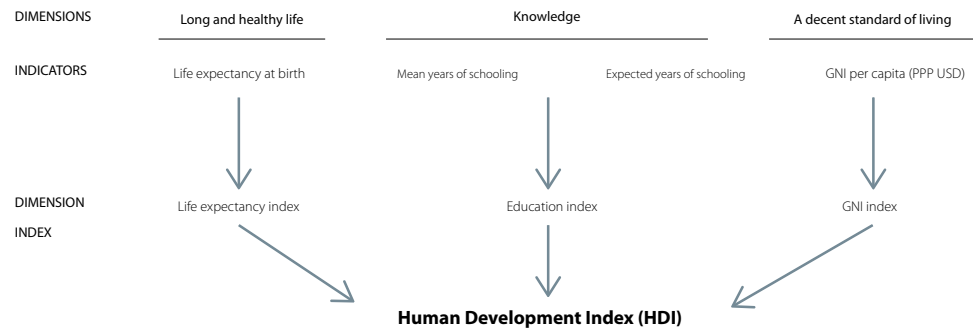 DIMENSIONS
Long and healthy life
Knowledge
A decent standard of living
INDICATORS
Life expectancy at birth
Mean years of schooling
Expected years of schooling
GNI per capita (PPP USD)
DIMENSION
INDEX
Life expectancy index
Education index
GNI index
Human Development Index (HDI)